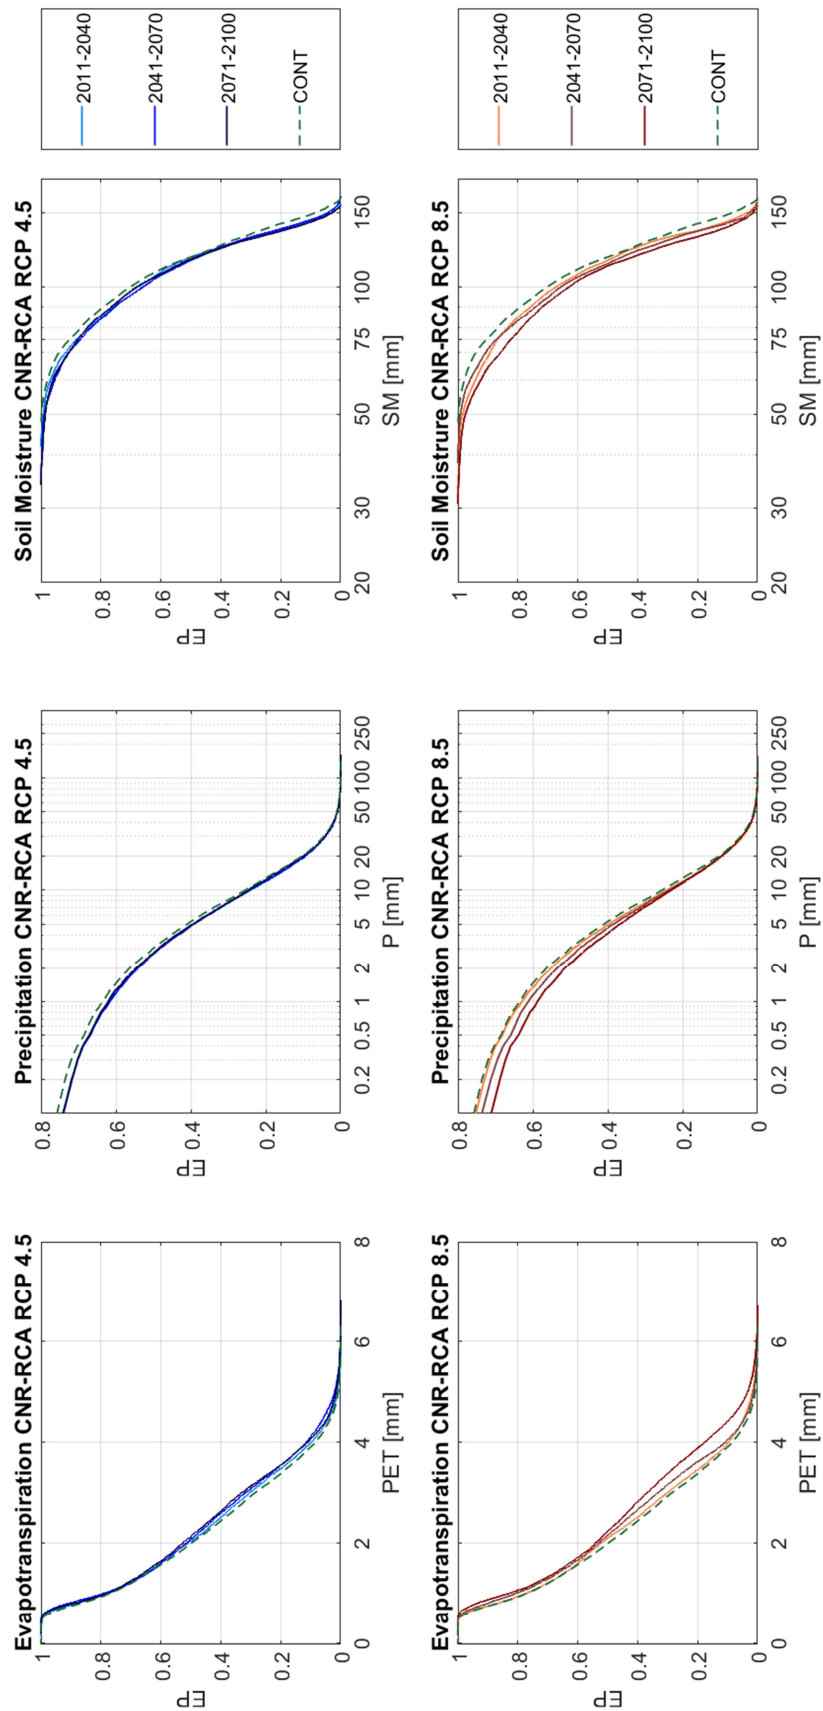 Evapotranspiration CNR-RCA RCP 4.5
1
0.8
0.6
0.4
0.2
0
EP
0 2 4 6 8
PET [mm]
Precipitation CNR-RCA RCP 4.5
0.8
0.6
0.4
0.2
0
EP
0.2 0.5 1 2 5 10 20 50 100 250
P [mm]
Soil Moistrure CNR-RCA RCP 4.5
1
0.8
0.6
0.4
0.2
0
EP
20 30 50 75 100 150
SM [mm]
2011-2040
2041-2070
2071-2100
CONT
Evapotranspiration CNR-RCA RCP 8.5
1
0.8
0.6
0.4
0.2
0
EP
0 2 4 6 8
PET [mm]
Precipitation CNR-RCA RCP 8.5
0.8
0.6
0.4
0.2
0
EP
0.2 0.5 1 2 5 10 20 50 100 250
P [mm]
Soil Moistrure CNR-RCA RCP 8.5
1
0.8
0.6
0.4
0.2
0
EP
20 30 50 75 100 150
SM [mm]
2011-2040
2041-2070
2071-2100
CONT